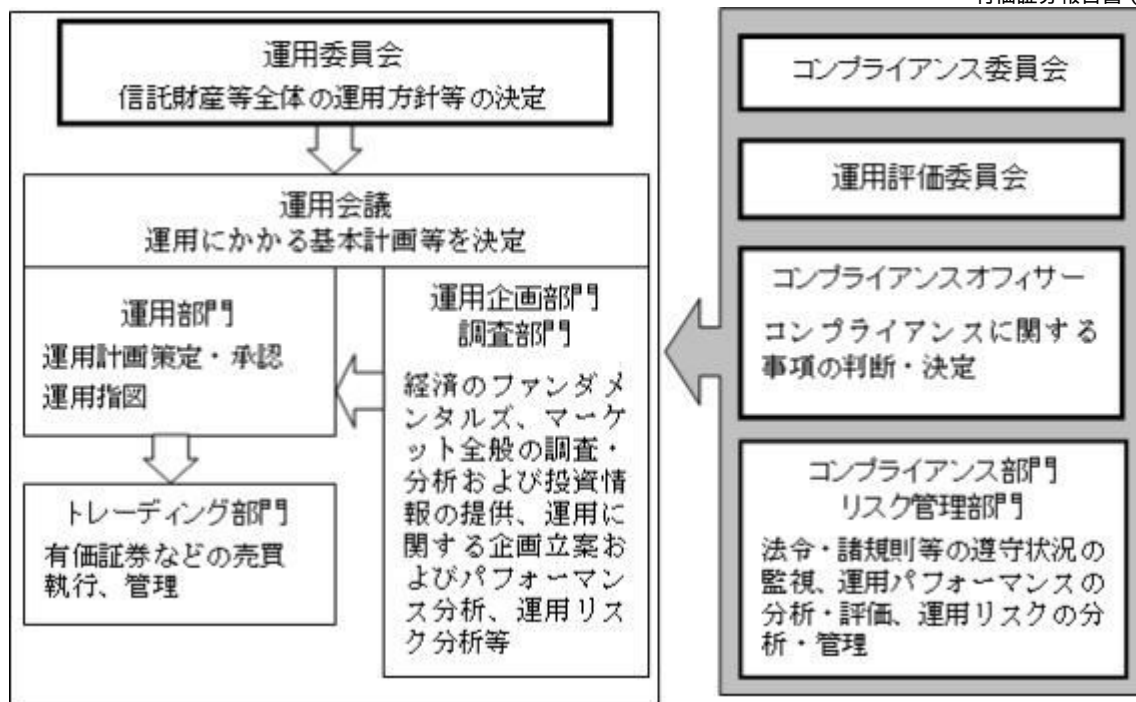 有価証券報告書（
運用委員会
信託財産等全体の運用方針等の決定
運用会議
運用にかかる基本計画等を決定
運用部門
運用計画策定・承認
運用指図
トレーディング部門
有価証券などの売買
執行、管理
運用企画部門
調査部門
経済のファンダメ
ンタルズ、マーケ
ット全般の調査・
分析および投資情
報の提供、運用に
関する企画立案お
よびパフォーマン
ス分析、運用リス
ク分析等
コンプライアンス委員会
運用評価委員会
コンプライアンスオフィサー
コンプライアンスに関する
事項の判断・決定
コンプライアンス部門
リスク管理部門
法令・諸規則等の遵守状況の
監視、運用パフォーマンスの
分析・評価、運用リスクの分
析・管理